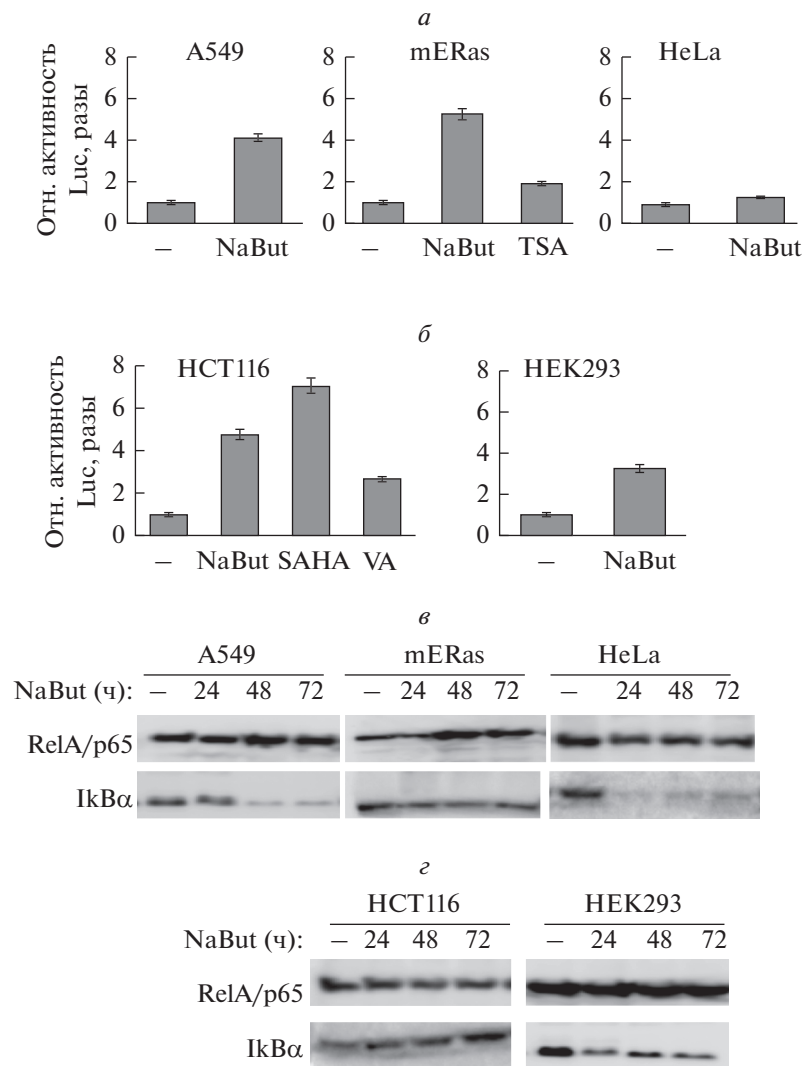 а
A549 mERas HeLa
Отн. активность
Luc, разы
8 8 8
6 6 6
4 4 4
2 2 2
0 0 0
– NaBut – NaBut TSA – NaBut
б
HCT116 HEK293
Отн. активность
Luc, разы
8 8
6 6
4 4
2 2
0 0
– NaBut SAHA VA – NaBut
в
A549 mERas HeLa
NaBut (ч): – 24 48 72 – 24 48 72 – 24 48 72
RelA/p65
IkBα
г
HCT116 HEK293
NaBut (ч): – 24 48 72 – 24 48 72
RelA/p65
IkBα